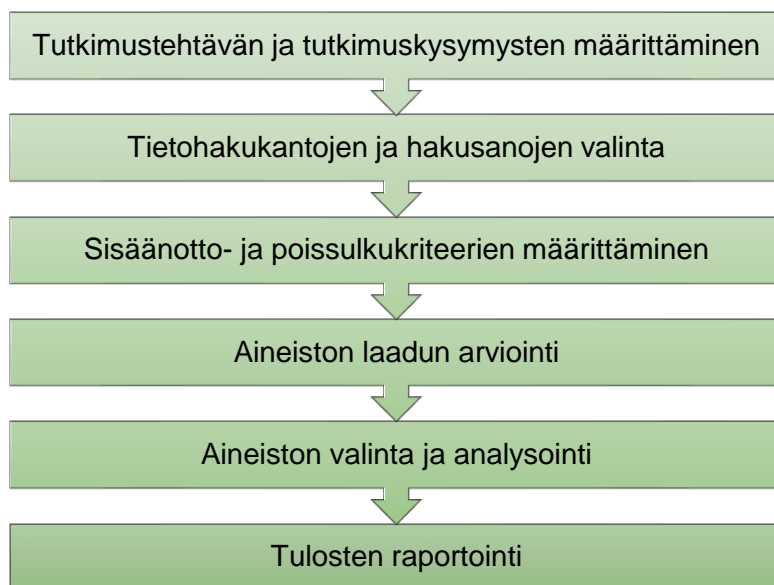 Tutkimustehtävän ja tutkimuskysymysten määrittäminen
Tietohakukantojen ja hakusanojen valinta
Sisäänotto- ja poissulkukriteerien määrittäminen
Aineiston laadun arviointi
Aineiston valinta ja analysointi
Tulosten raportointi